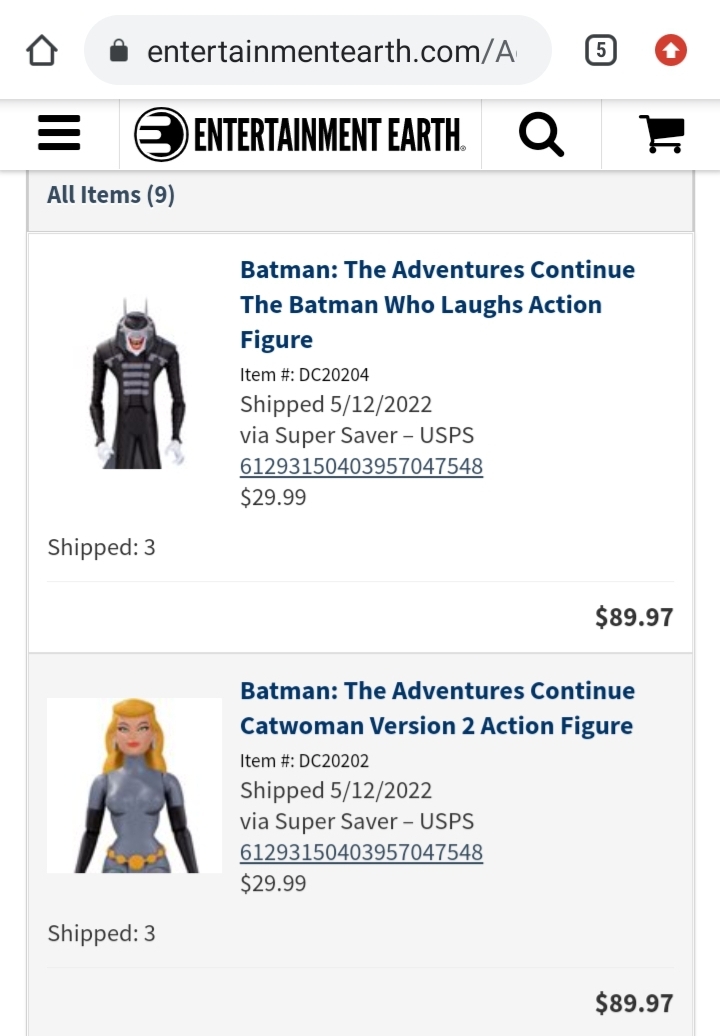 entertainmentearth.com/A
5
ENTERTAINMENT EARTH
All Items (9)
Batman: The Adventures Continue
The Batman Who Laughs Action
Figure
Item #: DC20204
Shipped 5/12/2022
via Super Saver – USPS
61293150403957047548
$29.99
Shipped: 3
$89.97
Batman: The Adventures Continue
Catwoman Version 2 Action Figure
Item #: DC20202
Shipped 5/12/2022
via Super Saver – USPS
61293150403957047548
$29.99
Shipped: 3
$89.97